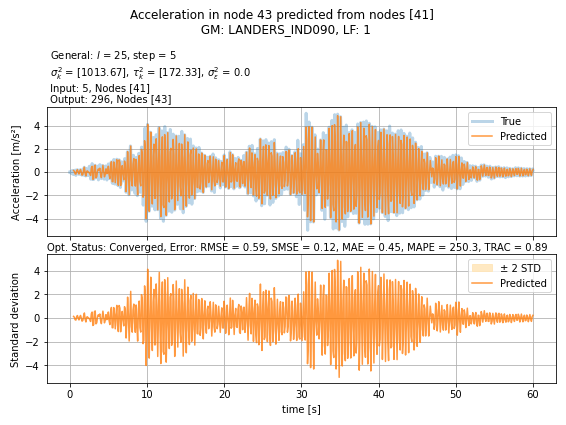 Acceleration in node 43 predicted from nodes [41]
GM: LANDERS_IND090, LF: 1
General: l = 25, step = 5
σ²ₖ = [1013.67], τ²ₖ = [172.33], σ²ε = 0.0
Input: 5, Nodes [41]
Output: 296, Nodes [43]
Acceleration [m/s²]
4
2
0
−2
−4
True
Predicted
Opt. Status: Converged, Error: RMSE = 0.59, SMSE = 0.12, MAE = 0.45, MAPE = 250.3, TRAC = 0.89
Standard deviation
4
2
0
−2
−4
± 2 STD
Predicted
0 10 20 30 40 50 60
time [s]